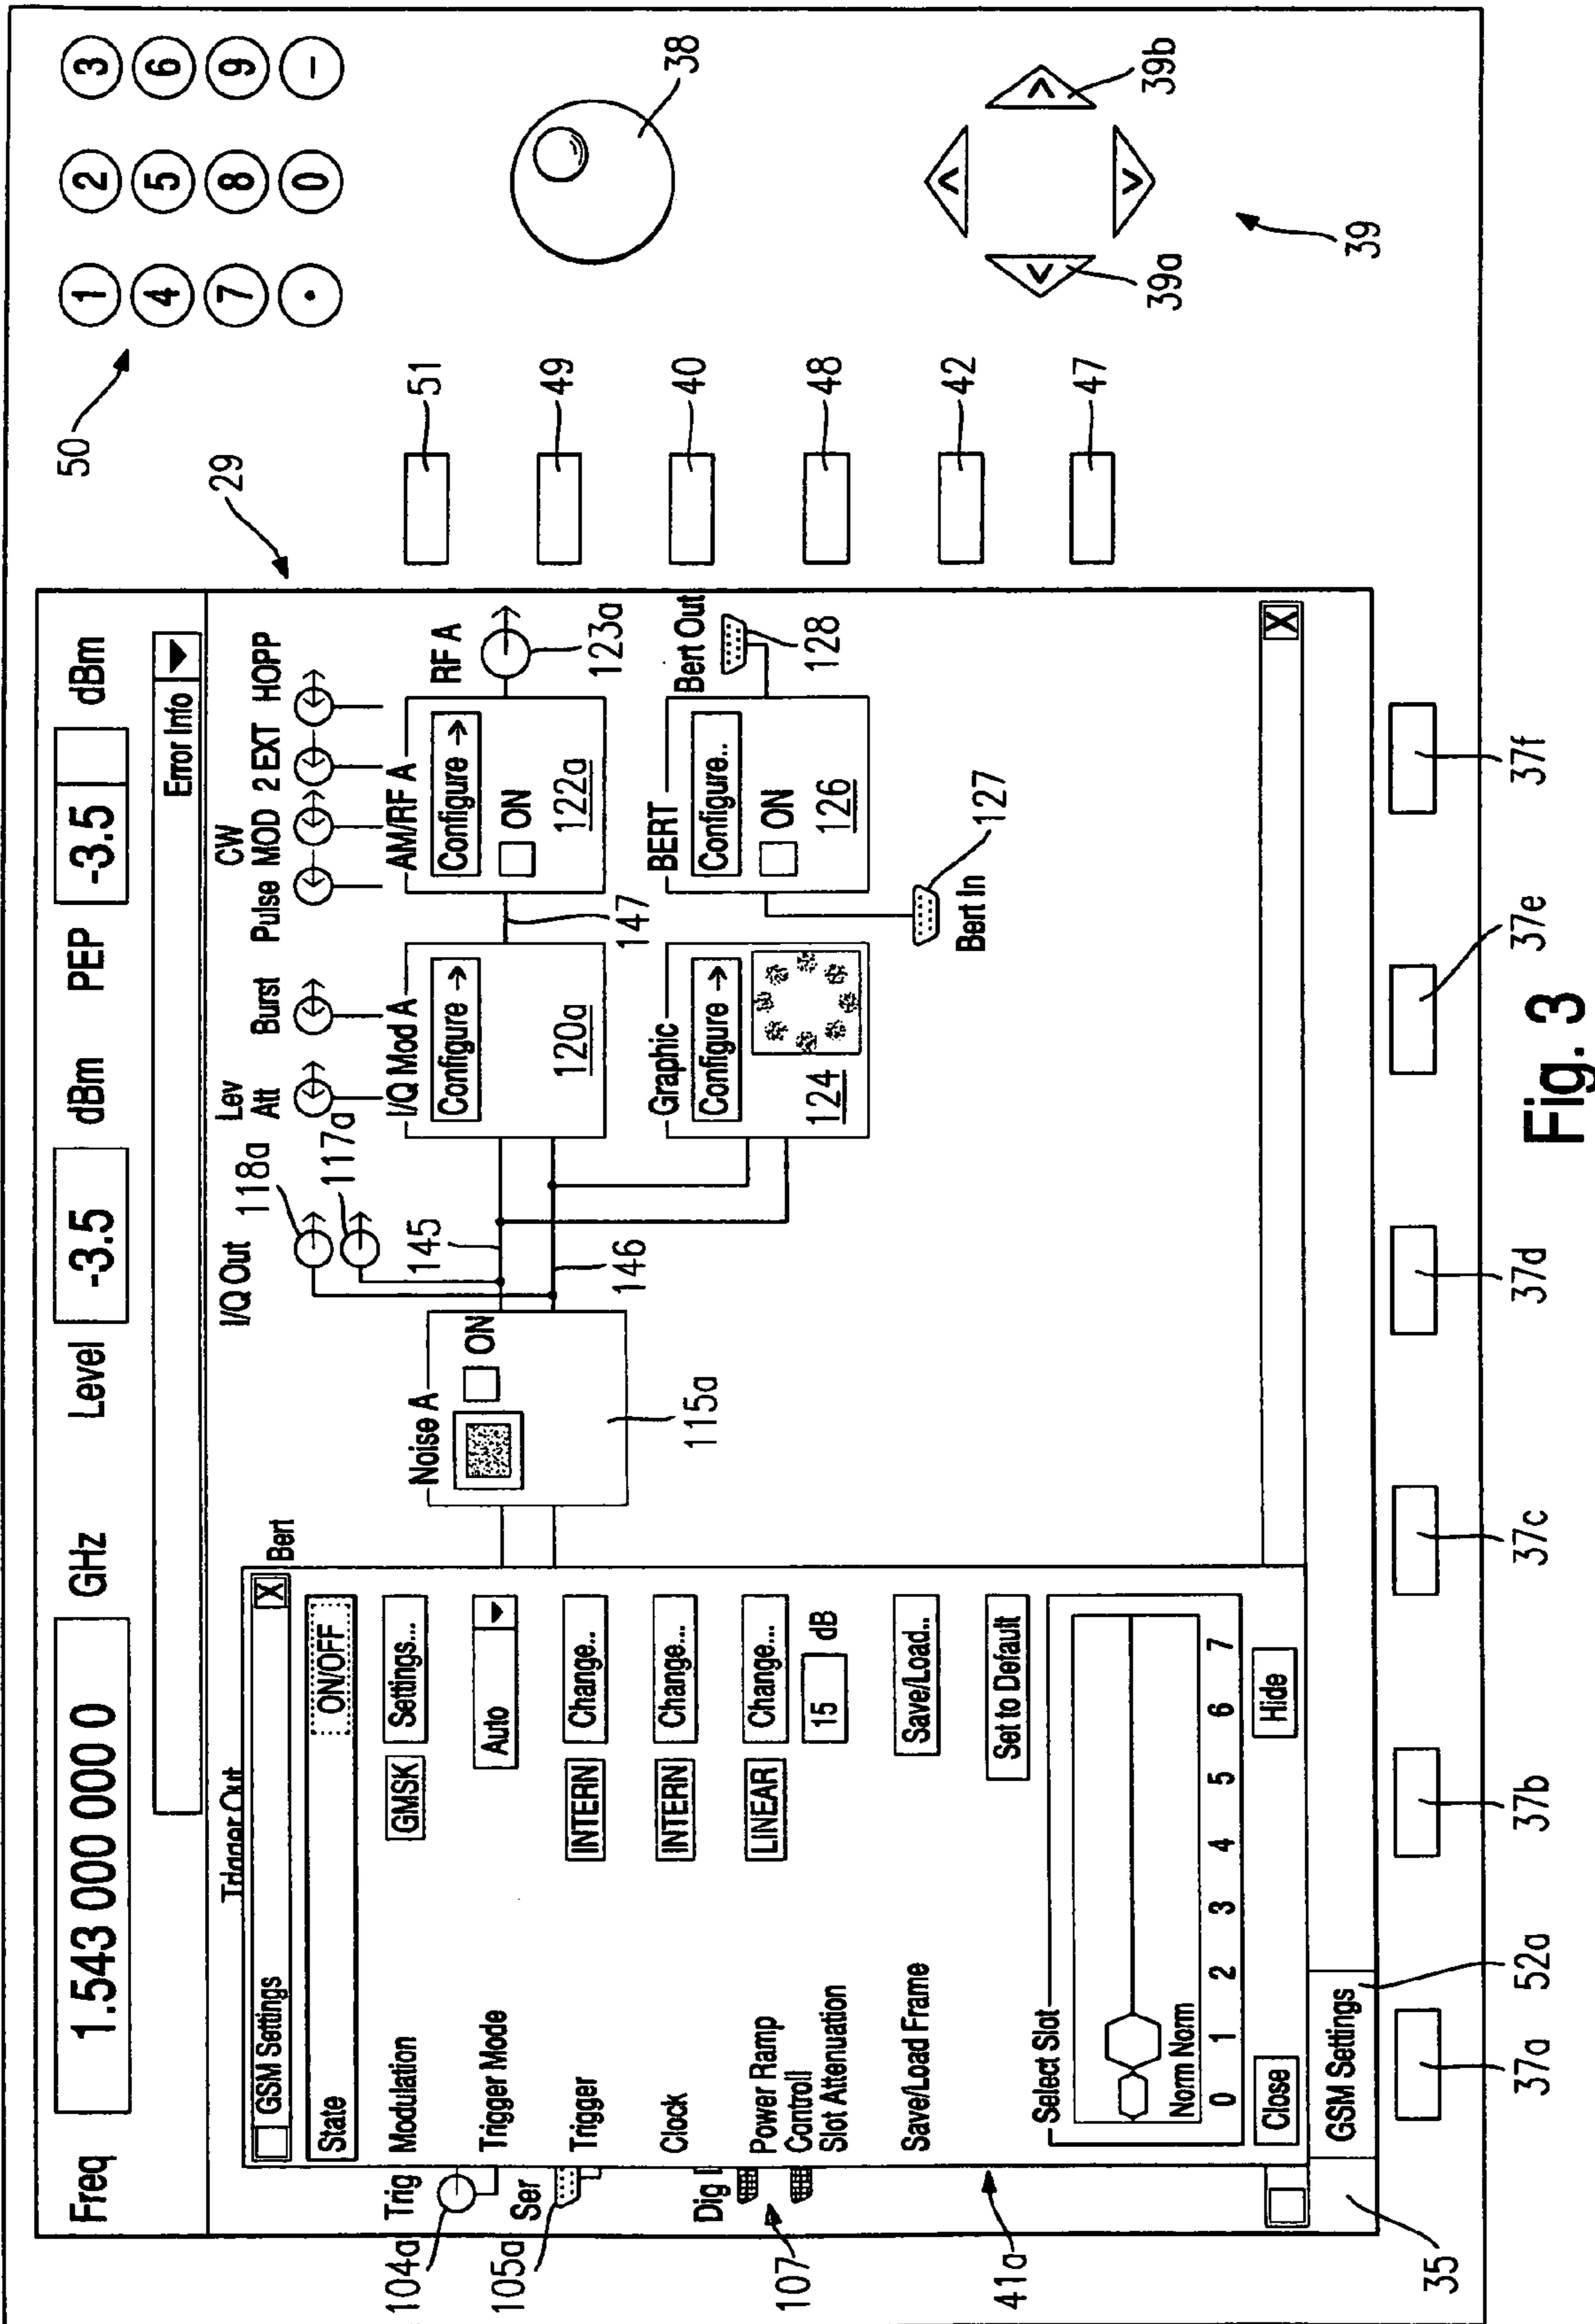 Freq 1.543 000 000 0 GHz Level -3.5 dBm PEP -3.5 dBm
Error Info
1 2 3
4 5 6
7 8 9
. 0 -
50
29
Trigger Out
Bert
I/Q Out
118a
117a
Lev
Att
Burst
Pulse
CW
MOD
2 EXT
HOPP
GSM Settings X
State ON/OFF
Modulation GMSK Settings...
Trigger Mode Auto
Trigger INTERN Change..
Clock INTERN Change...
Power Ramp
Controll LINEAR Change...
Slot Attenuation 15 dB
Save/Load Frame Save/Load..
Set to Default
Select Slot
Norm Norm
0 1 2 3 4 5 6 7
Close Hide
104a
Trig
105a
Ser
Dig
107
41a
Noise A
ON
115a
145
146
I/Q Mod A
Configure →
120a
147
AM/RF A
Configure →
ON
122a
RF A
123a
Graphic
Configure →
124
BERT
Configure..
ON
126
Bert Out
128
127
Bert In
X
51
49
40
48
42
47
38
39a
39b
39
GSM Settings
35
37a
52a
37b
37c
37d
37e
37f
Fig. 3